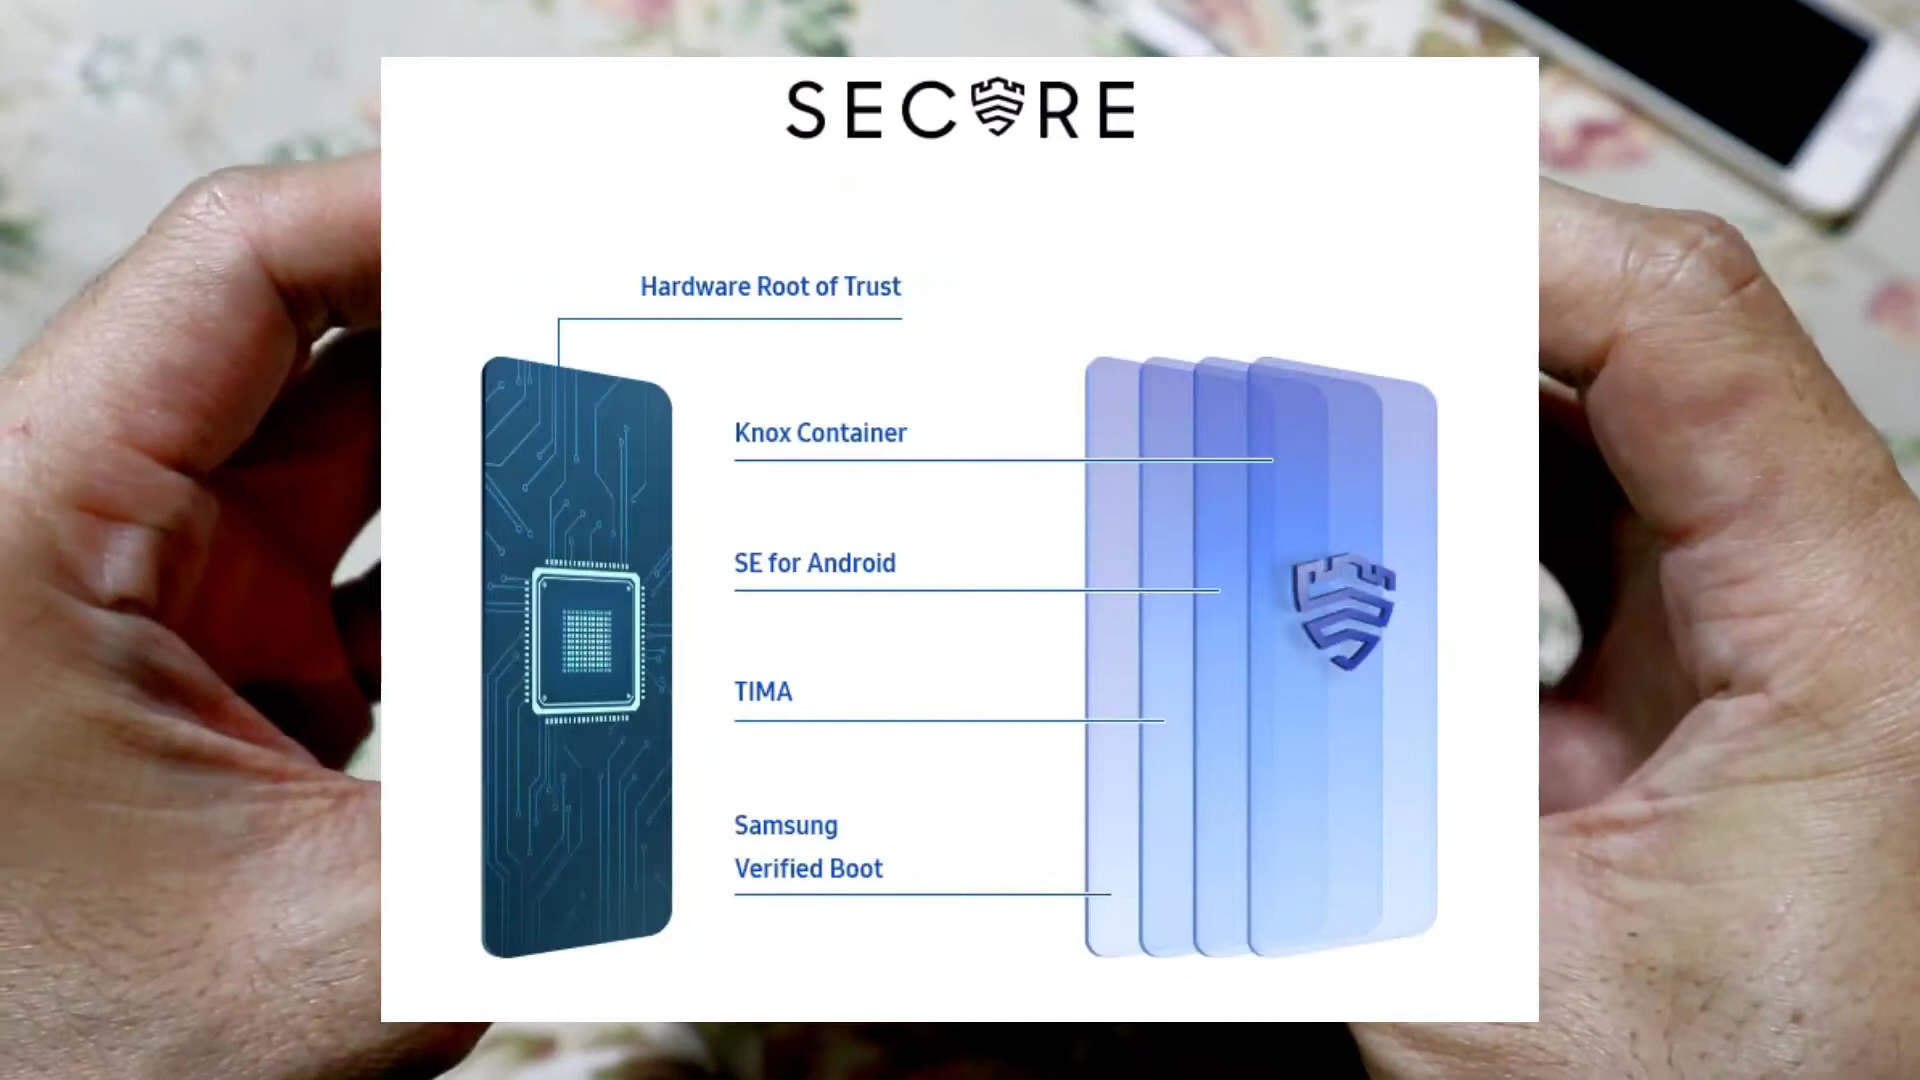 SECURE
Hardware Root of Trust
Knox Container
SE for Android
TIMA
Samsung
Verified Boot